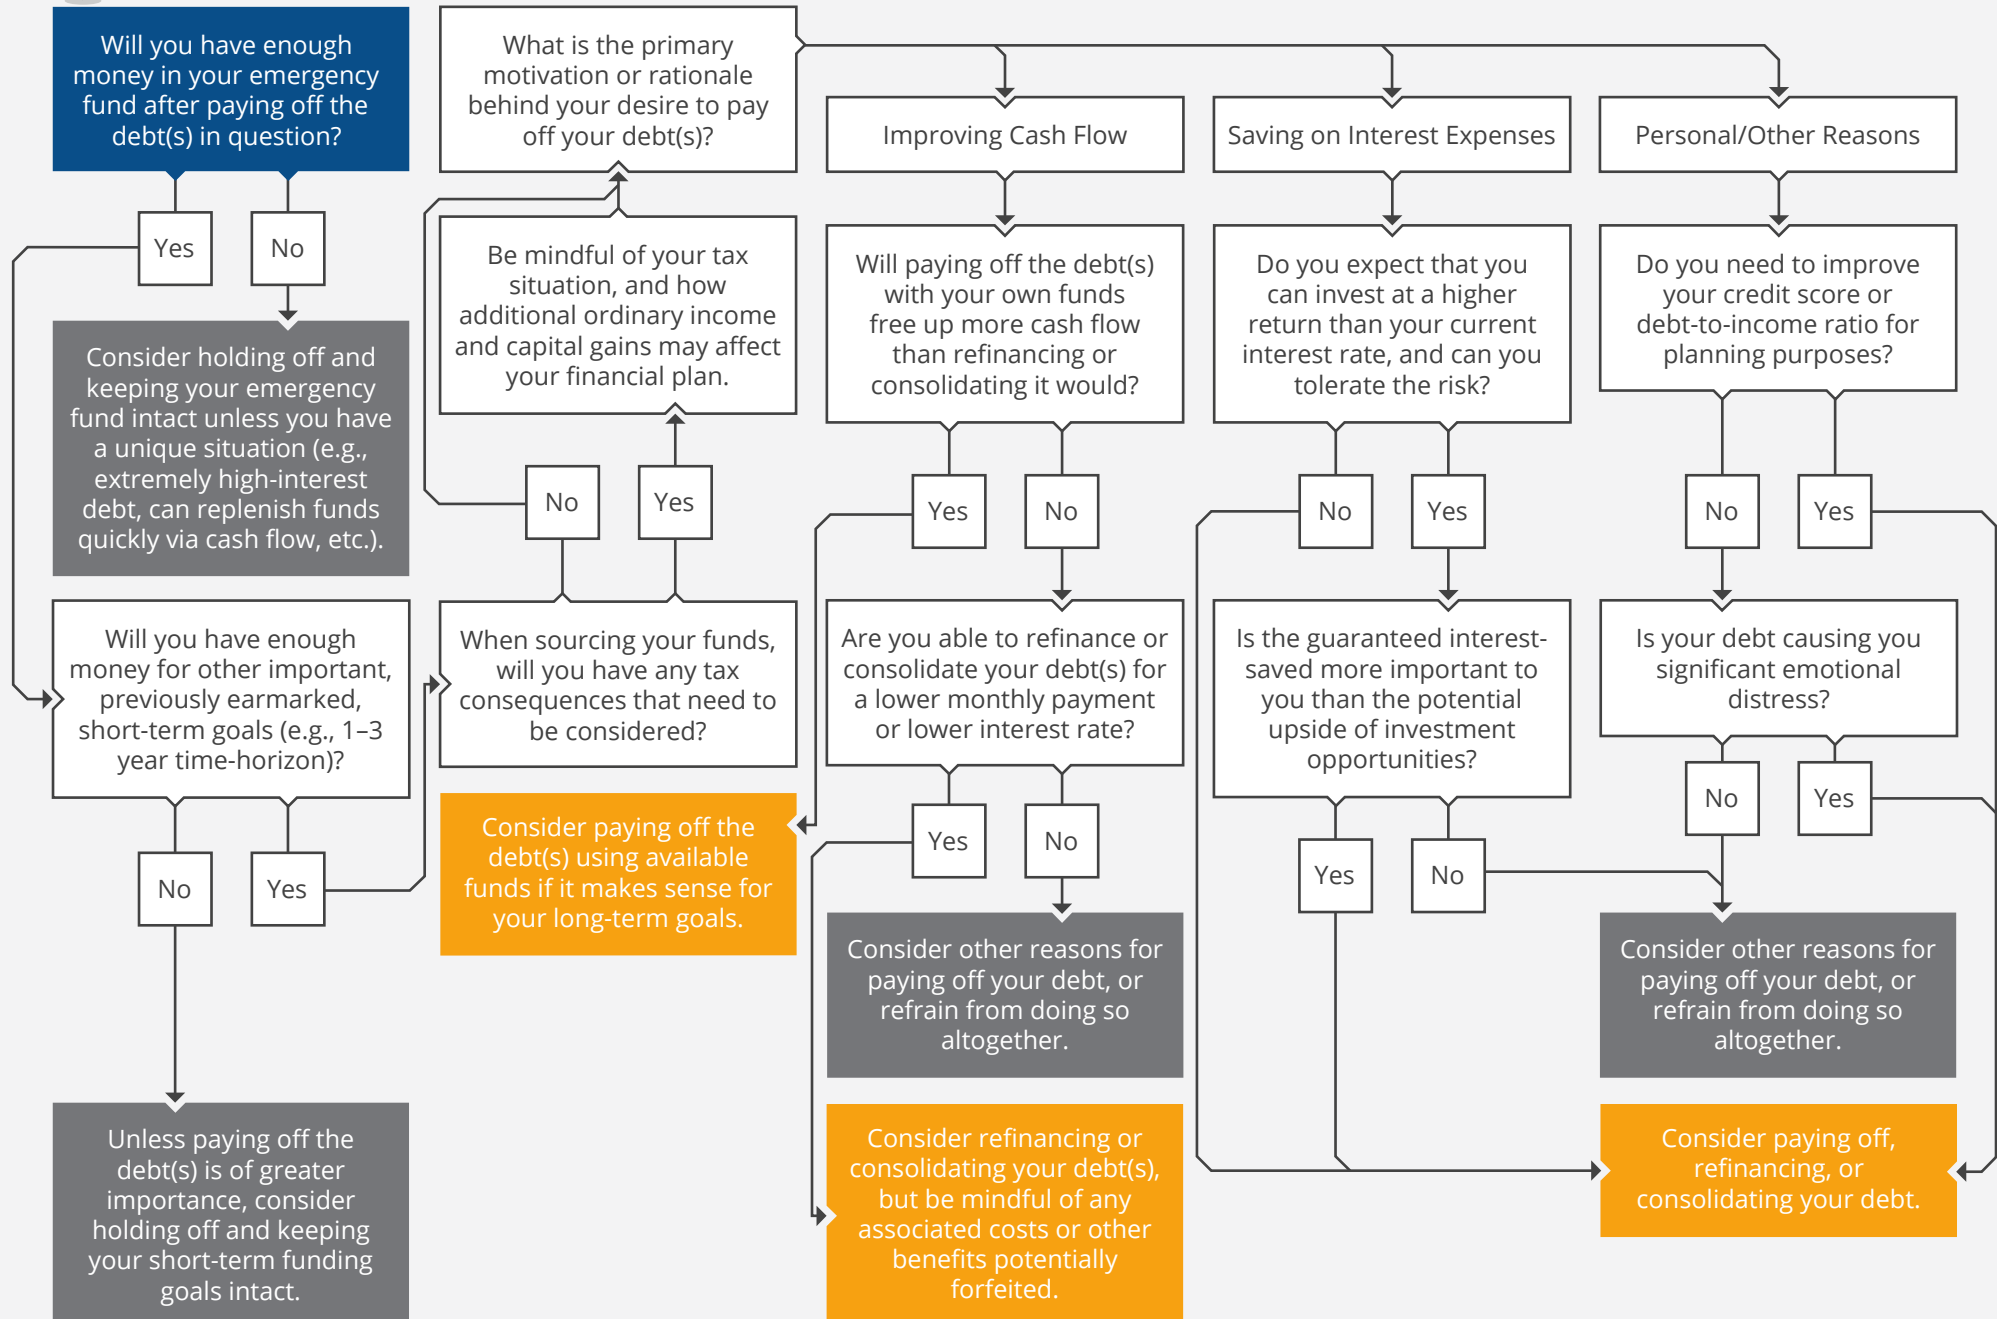 Will you have enough
money in your emergency
fund after paying off the
debt(s) in question?
Yes
No
Consider holding off and
keeping your emergency
fund intact unless you have
a unique situation (e.g.,
extremely high-interest
debt, can replenish funds
quickly via cash flow, etc.).
Will you have enough
money for other important,
previously earmarked,
short-term goals (e.g., 1–3
year time-horizon)?
No
Yes
Unless paying off the
debt(s) is of greater
importance, consider
holding off and keeping
your short-term funding
goals intact.
What is the primary
motivation or rationale
behind your desire to pay
off your debt(s)?
Be mindful of your tax
situation, and how
additional ordinary income
and capital gains may affect
your financial plan.
No
Yes
When sourcing your funds,
will you have any tax
consequences that need to
be considered?
Consider paying off the
debt(s) using available
funds if it makes sense for
your long-term goals.
Improving Cash Flow
Will paying off the debt(s)
with your own funds
free up more cash flow
than refinancing or
consolidating it would?
Yes
No
Are you able to refinance or
consolidate your debt(s) for
a lower monthly payment
or lower interest rate?
Yes
No
Consider other reasons for
paying off your debt, or
refrain from doing so
altogether.
Consider refinancing or
consolidating your debt(s),
but be mindful of any
associated costs or other
benefits potentially
forfeited.
Saving on Interest Expenses
Do you expect that you
can invest at a higher
return than your current
interest rate, and can you
tolerate the risk?
No
Yes
Is the guaranteed interest-
saved more important to
you than the potential
upside of investment
opportunities?
Yes
No
Personal/Other Reasons
Do you need to improve
your credit score or
debt-to-income ratio for
planning purposes?
No
Yes
Is your debt causing you
significant emotional
distress?
No
Yes
Consider other reasons for
paying off your debt, or
refrain from doing so
altogether.
Consider paying off,
refinancing, or
consolidating your debt.